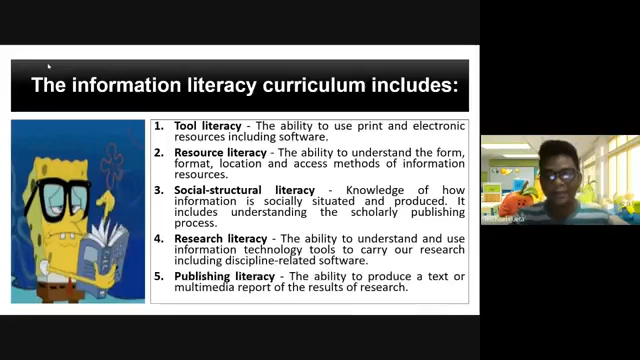 The information literacy curriculum includes:
1. Tool literacy - The ability to use print and electronic
resources including software.
2. Resource literacy - The ability to understand the form,
format, location and access methods of information
resources.
3. Social-structural literacy - Knowledge of how
information is socially situated and produced. It
includes understanding the scholarly publishing
process.
4. Research literacy - The ability to understand and use
information technology tools to carry our research
including discipline-related software.
5. Publishing literacy - The ability to produce a text or
multimedia report of the results of research.